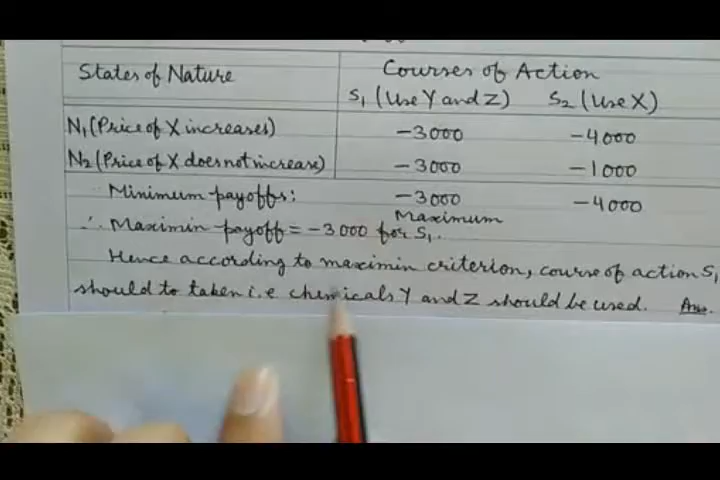 States of Nature Courses of Action
S₁ (Use Y and Z) S₂ (Use X)
N₁ (Price of X increases) -3000 -4000
N₂ (Price of X does not increase) -3000 -1000
Minimum payoffs: -3000 -4000
Maximum
∴ Maximin payoff = -3000 for S₁.
Hence according to maximin criterion, course of action S₁
should to taken i.e chemicals Y and Z should be used. Ans.